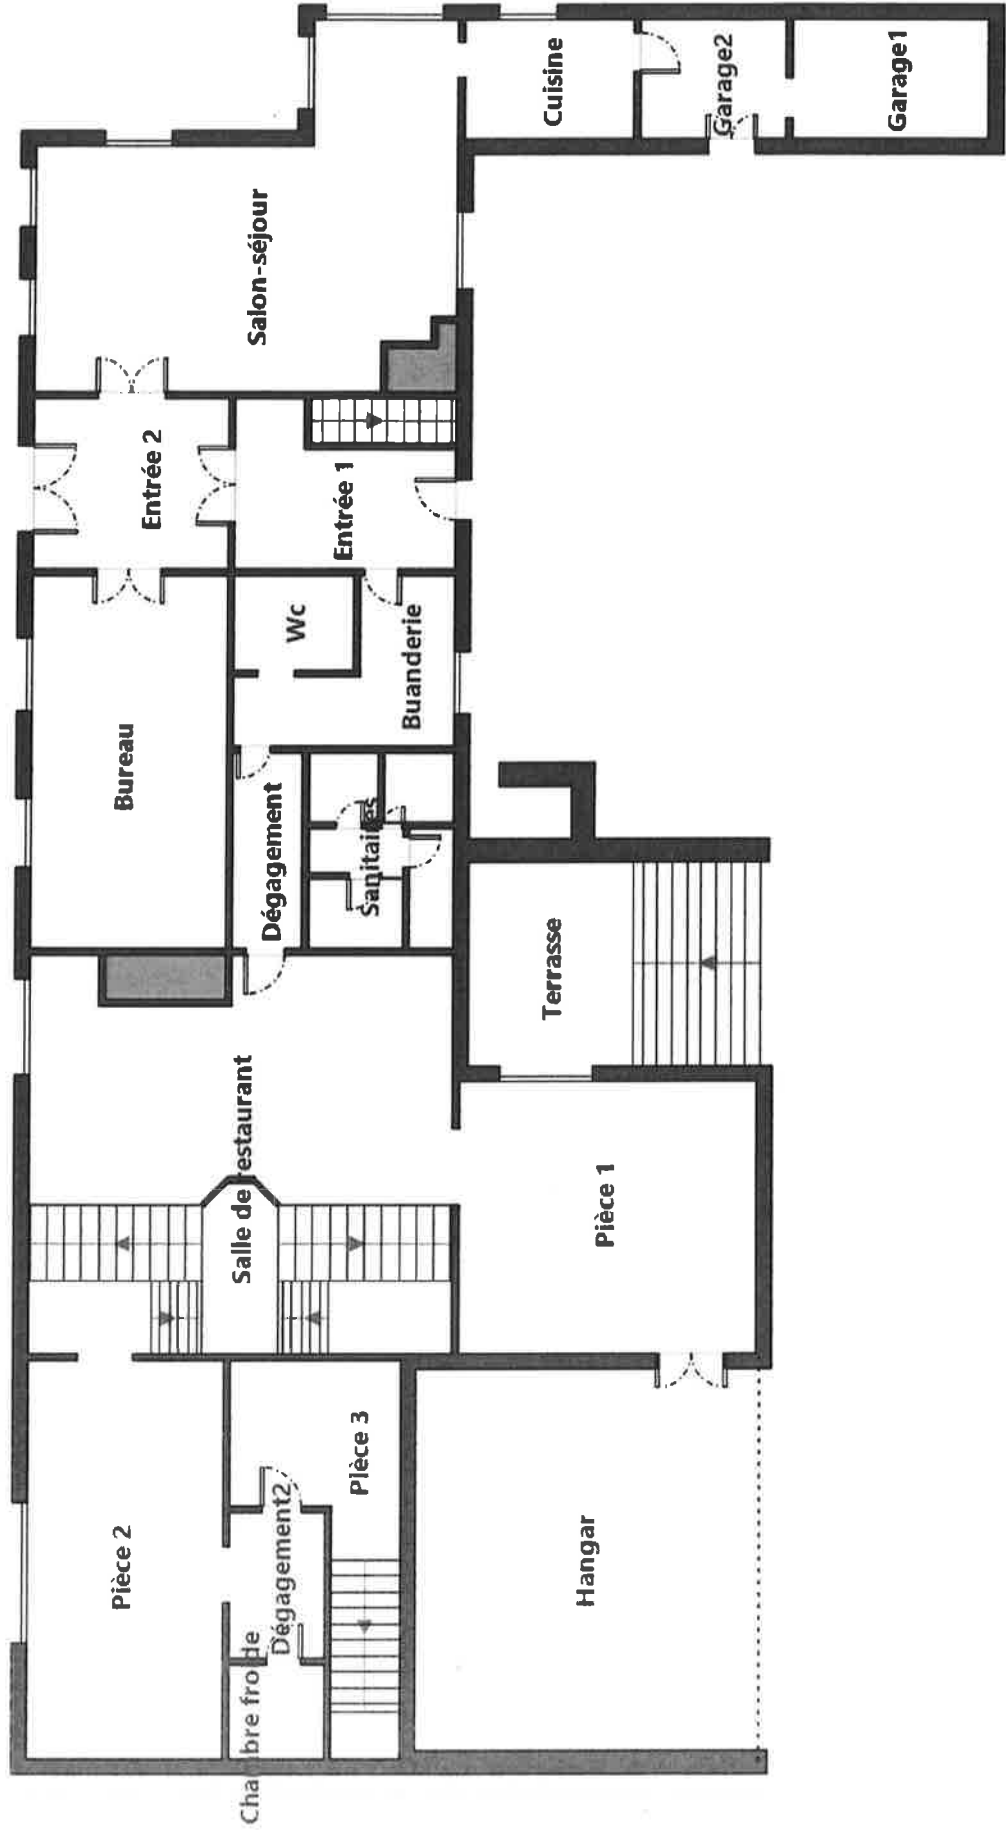 Cuisine
Garage2
Garage1
Salon-séjour
Entrée 2
Entrée 1
Wc
Buanderie
Bureau
Dégagement
Sanitaires
Terrasse
Salle de restaurant
Pièce 1
Pièce 2
Pièce 3
Dégagement2
Chambre froide
Hangar